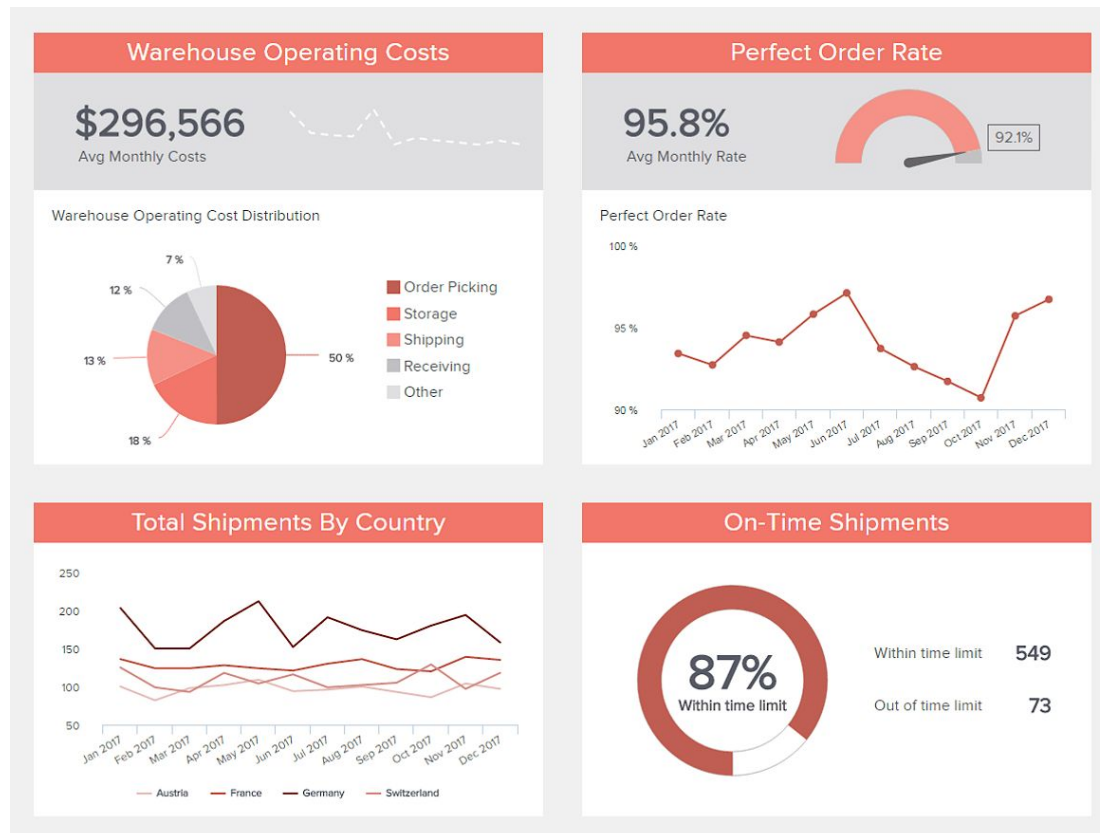 Warehouse Operating Costs
$296,566
Avg Monthly Costs
Warehouse Operating Cost Distribution
7 %
12 %
13 %
18 %
50 %
Order Picking
Storage
Shipping
Receiving
Other
Perfect Order Rate
95.8%
Avg Monthly Rate
92.1%
Perfect Order Rate
100 %
95 %
90 %
Jan 2017 Feb 2017 Mar 2017 Apr 2017 May 2017 Jun 2017 Jul 2017 Aug 2017 Sep 2017 Oct 2017 Nov 2017 Dec 2017
Total Shipments By Country
250
200
150
100
50
Jan 2017 Feb 2017 Mar 2017 Apr 2017 May 2017 Jun 2017 Jul 2017 Aug 2017 Sep 2017 Oct 2017 Nov 2017 Dec 2017
Austria France Germany Switzerland
On-Time Shipments
87%
Within time limit
Within time limit 549
Out of time limit 73